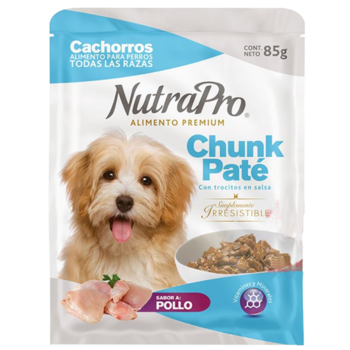 Cachorros
ALIMENTO PARA PERROS
TODAS LAS RAZAS
CONT. NETO 85g
NutraPro®
ALIMENTO PREMIUM
Chunk
Paté
Con trocitos en salsa
Simplemente
IRRESISTIBLE
SABOR A:
POLLO
Vitaminas y Minerales